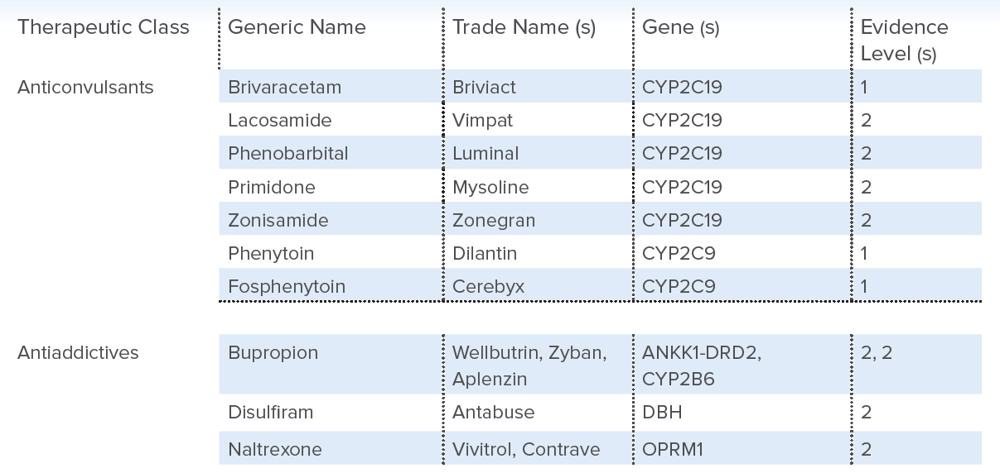 Therapeutic Class Generic Name Trade Name (s) Gene (s) Evidence
Level (s)
Anticonvulsants Brivaracetam Briviact CYP2C19 1
Lacosamide Vimpat CYP2C19 2
Phenobarbital Luminal CYP2C19 2
Primidone Mysoline CYP2C19 2
Zonisamide Zonegran CYP2C19 2
Phenytoin Dilantin CYP2C9 1
Fosphenytoin Cerebyx CYP2C9 1
Antiaddictives Bupropion Wellbutrin, Zyban, ANKK1-DRD2, 2, 2
Aplenzin CYP2B6
Disulfiram Antabuse DBH 2
Naltrexone Vivitrol, Contrave OPRM1 2